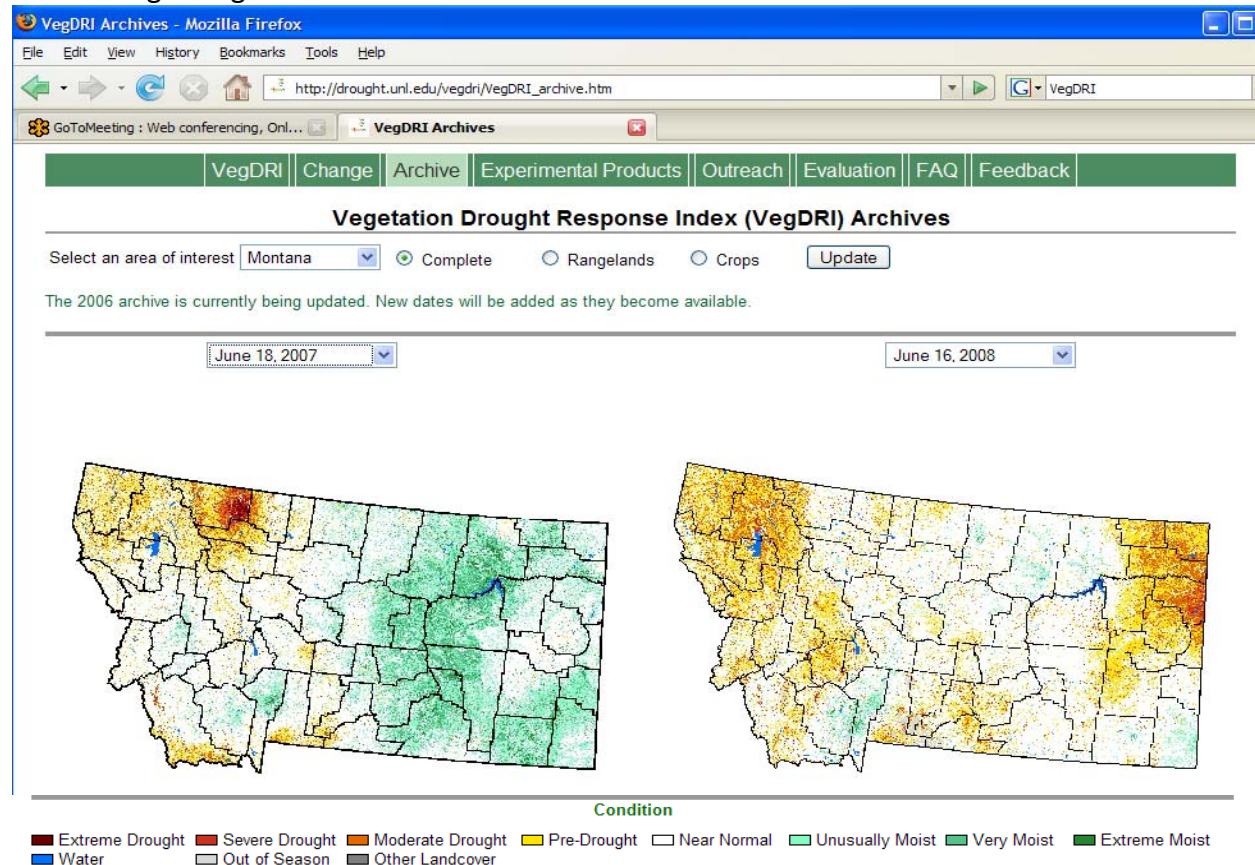 VegDRI Archives - Mozilla Firefox
File Edit View History Bookmarks Tools Help
http://drought.unl.edu/vegdri/VegDRI_archive.htm G VegDRI
GoToMeeting : Web conferencing, Onl... VegDRI Archives
VegDRI Change Archive Experimental Products Outreach Evaluation FAQ Feedback
Vegetation Drought Response Index (VegDRI) Archives
Select an area of interest Montana Complete Rangelands Crops Update
The 2006 archive is currently being updated. New dates will be added as they become available.
June 18, 2007 June 16, 2008
Condition
Extreme Drought Severe Drought Moderate Drought Pre-Drought Near Normal Unusually Moist Very Moist Extreme Moist
Water Out of Season Other Landcover